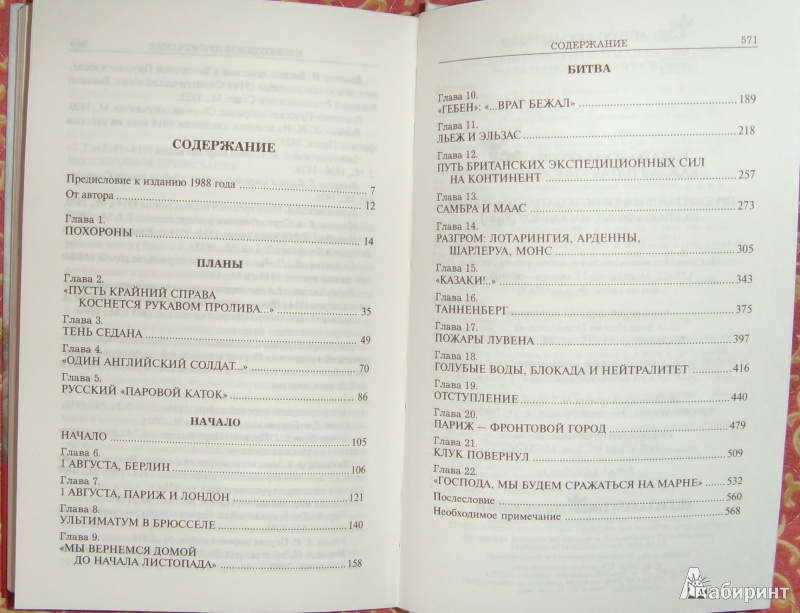 СОДЕРЖАНИЕ
Предисловие к изданию 1988 года 7
От автора 12
Глава 1.
ПОХОРОНЫ 14
ПЛАНЫ
Глава 2.
«ПУСТЬ КРАЙНИЙ СПРАВА
КОСНЕТСЯ РУКАВОМ ПРОЛИВА...» 35
Глава 3.
ТЕНЬ СЕДАНА 49
Глава 4.
«ОДИН АНГЛИЙСКИЙ СОЛДАТ...» 70
Глава 5.
РУССКИЙ «ПАРОВОЙ КАТОК» 86
НАЧАЛО
НАЧАЛО 105
Глава 6.
1 АВГУСТА, БЕРЛИН 106
Глава 7.
1 АВГУСТА, ПАРИЖ И ЛОНДОН 121
Глава 8.
УЛЬТИМАТУМ В БРЮССЕЛЕ 140
Глава 9.
«МЫ ВЕРНЕМСЯ ДОМОЙ
ДО НАЧАЛА ЛИСТОПАДА» 158
СОДЕРЖАНИЕ 571
БИТВА
Глава 10.
«ГЕБЕН»: «...ВРАГ БЕЖАЛ» 189
Глава 11.
ЛЬЕЖ И ЭЛЬЗАС 218
Глава 12.
ПУТЬ БРИТАНСКИХ ЭКСПЕДИЦИОННЫХ СИЛ
НА КОНТИНЕНТ 257
Глава 13.
САМБРА И МААС 273
Глава 14.
РАЗГРОМ: ЛОТАРИНГИЯ, АРДЕННЫ,
ШАРЛЕРУА, МОНС 305
Глава 15.
«КАЗАКИ!..» 343
Глава 16.
ТАННЕНБЕРГ 375
Глава 17.
ПОЖАРЫ ЛУВЕНА 397
Глава 18.
ГОЛУБЫЕ ВОДЫ, БЛОКАДА И НЕЙТРАЛИТЕТ 416
Глава 19.
ОТСТУПЛЕНИЕ 440
Глава 20.
ПАРИЖ — ФРОНТОВОЙ ГОРОД 479
Глава 21.
КЛУК ПОВЕРНУЛ 509
Глава 22.
«ГОСПОДА, МЫ БУДЕМ СРАЖАТЬСЯ НА МАРНЕ» 532
Послесловие 560
Необходимое примечание 568
Лабиринт